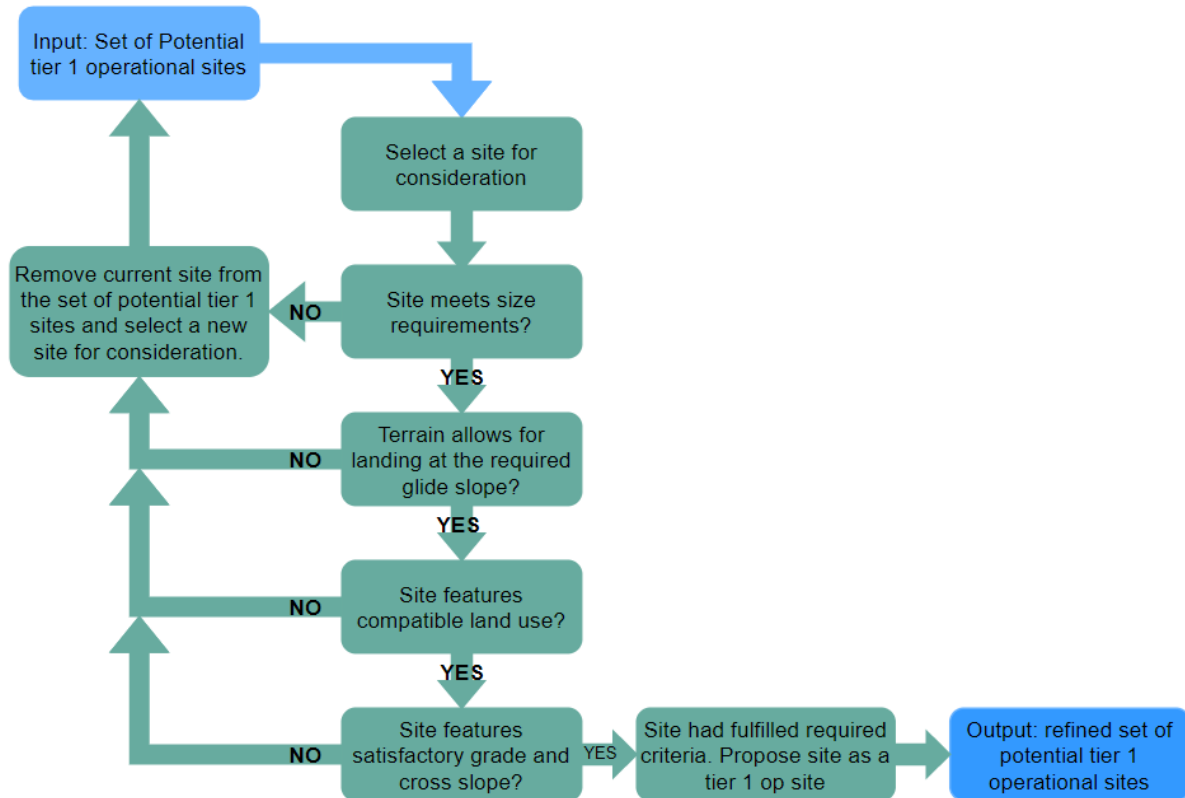 Input: Set of Potential
tier 1 operational sites
Select a site for
consideration
Remove current site from
the set of potential tier 1
sites and select a new
site for consideration.
NO
Site meets size
requirements?
YES
Terrain allows for
landing at the required
glide slope?
NO
YES
Site features
compatible land use?
NO
YES
Site features
satisfactory grade and
cross slope?
NO
YES
Site had fulfilled required
criteria. Propose site as a
tier 1 op site
Output: refined set of
potential tier 1
operational sites